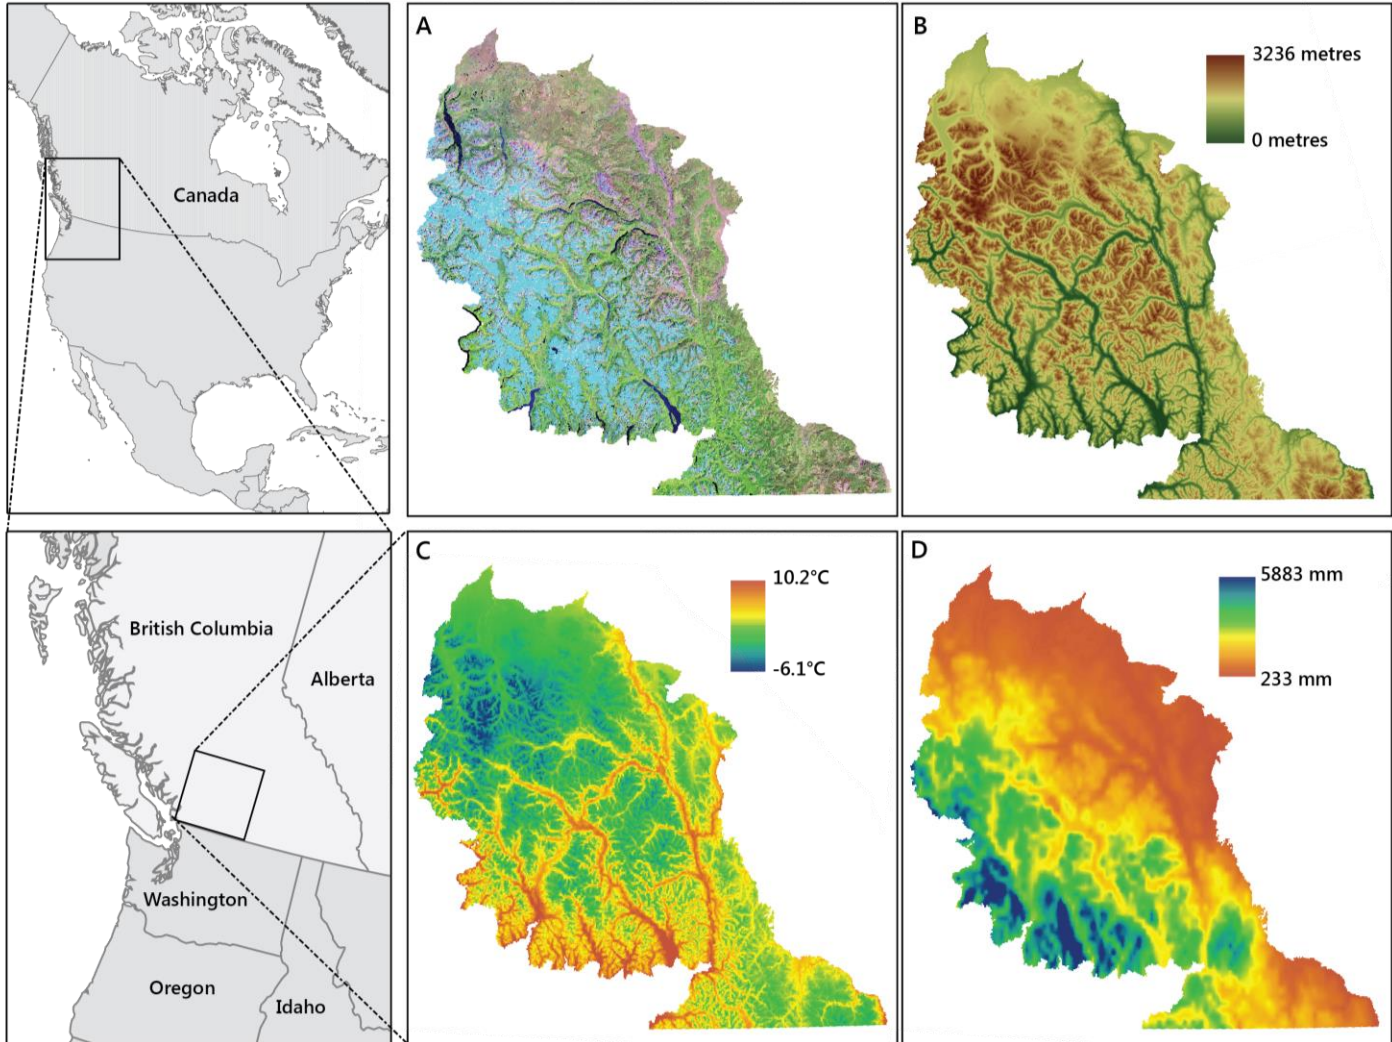 Canada
A
B
3236 metres
0 metres
British Columbia
Alberta
Washington
Oregon
Idaho
C
10.2°C
-6.1°C
D
5883 mm
233 mm